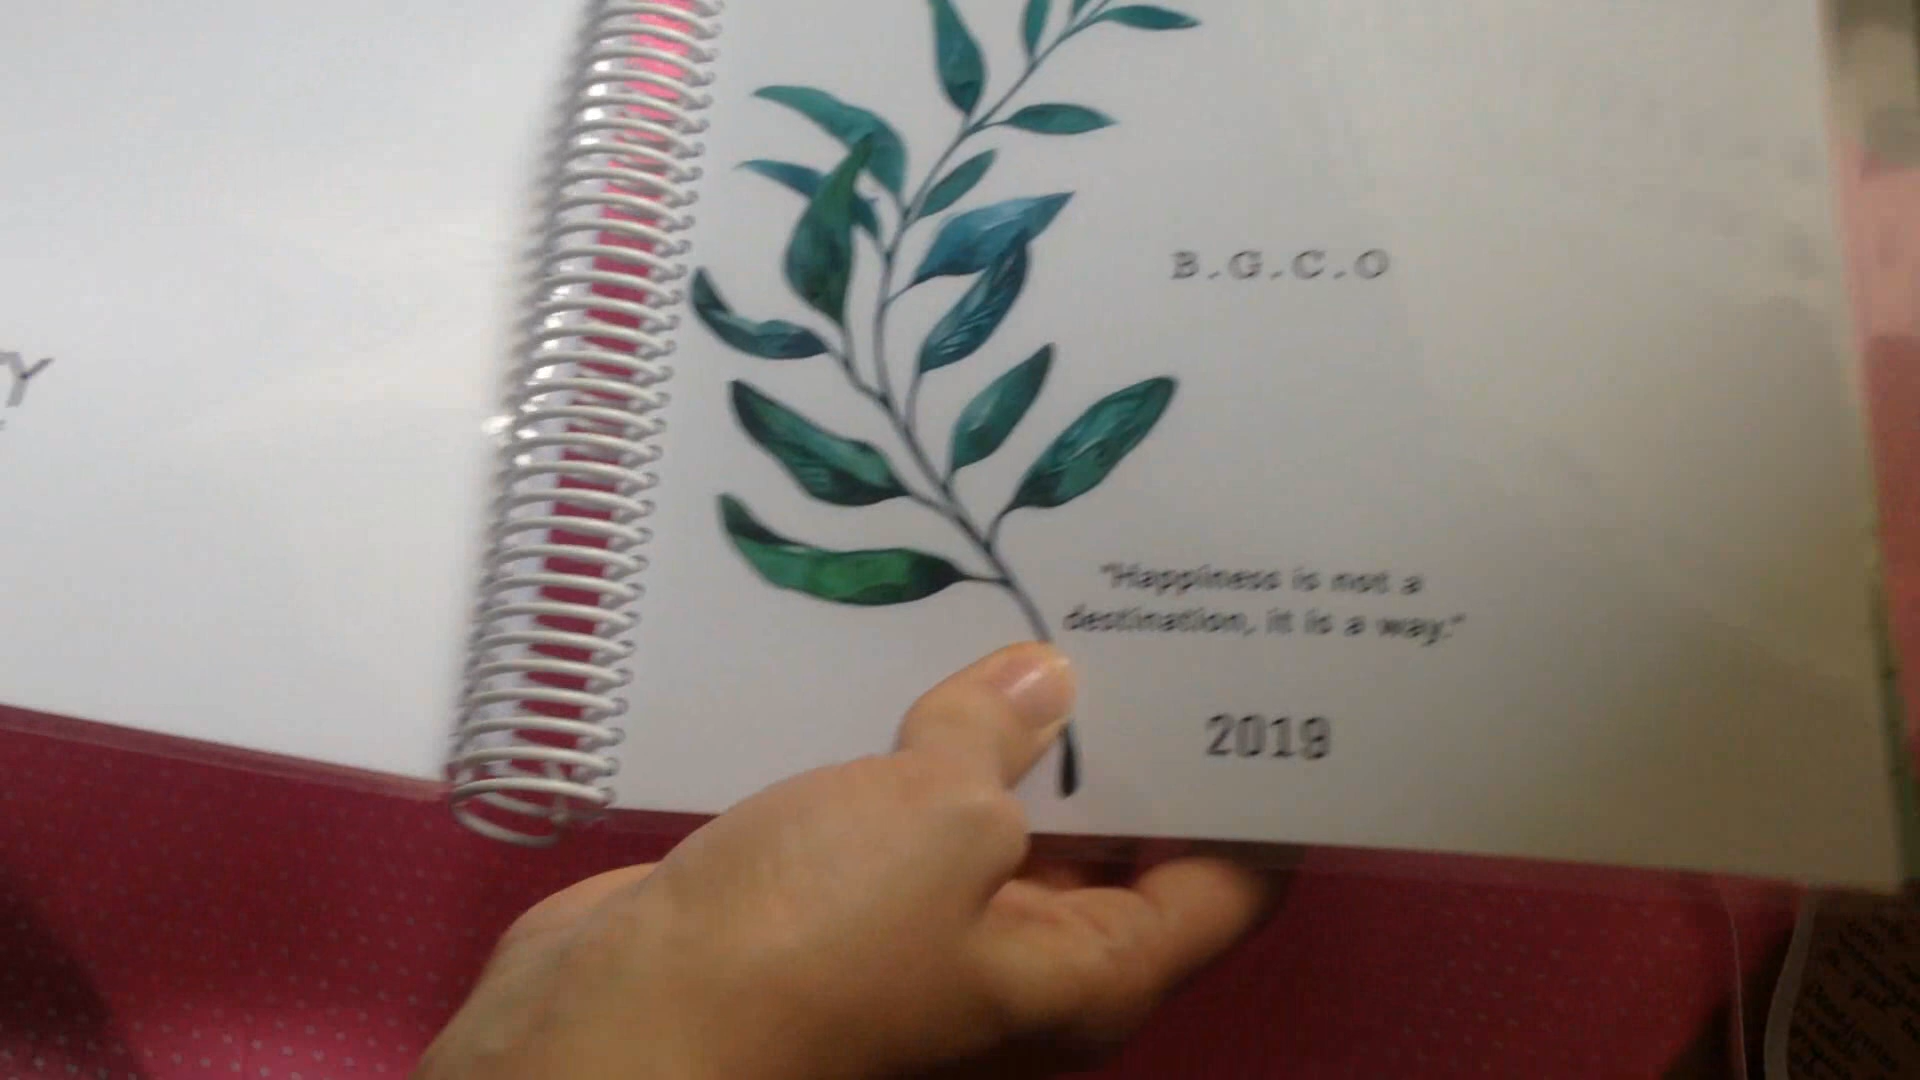 B.G.C.O
"Happiness is not a
destination, it is a way."
2019